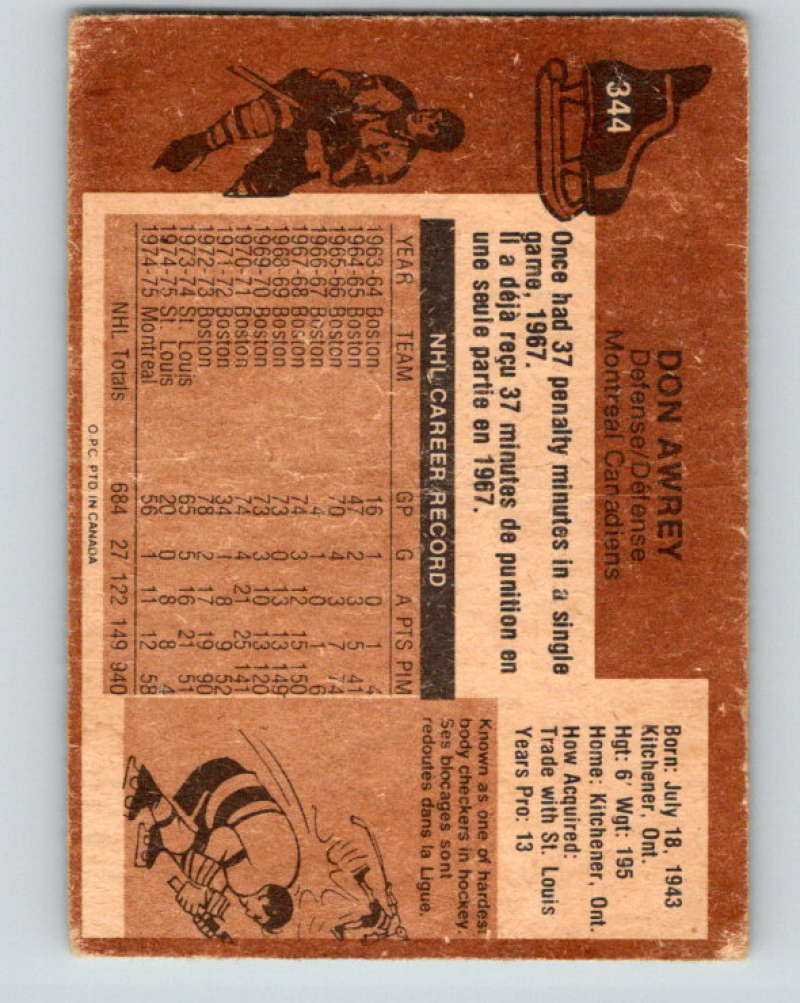 344
DON AWREY
Defense/Défense
Montreal Canadiens
Born: July 18, 1943
Kitchener, Ont.
Hgt: 6' Wgt: 195
Home: Kitchener, Ont.
How Acquired:
Trade with St. Louis
Years Pro: 13
Once had 37 penalty minutes in a single
game, 1967.
Il a déjà reçu 37 minutes de punition en
une seule partie en 1967.
NHL CAREER RECORD
YEAR TEAM GP G A PTS PIM
1963-64 Boston 16 1 0 1 4
1964-65 Boston 47 2 3 5 41
1965-66 Boston 70 4 3 7 74
1966-67 Boston 4 1 0 1 6
1967-68 Boston 74 3 12 15 150
1968-69 Boston 73 0 13 13 149
1969-70 Boston 73 3 10 13 120
1970-71 Boston 74 4 21 25 141
1971-72 Boston 34 1 8 9 52
1972-73 Boston 78 2 17 19 90
1973-74 St. Louis 65 5 16 21 51
1974-75 St. Louis 20 0 8 8 4
1974-75 Montreal 56 1 11 12 58
NHL Totals 684 27 122 149 940
Known as one of hardest
body checkers in hockey.
Ses blocages sont
redoutés dans la Ligue.
O.P.C. PTD IN CANADA